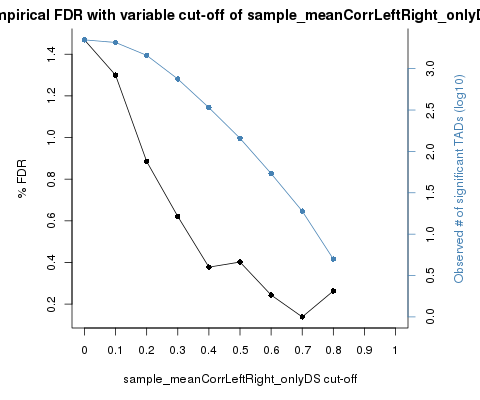 mpirical FDR with variable cut-off of sample_meanCorrLeftRight_onlyD
1.4
1.2
1.0
0.8
0.6
0.4
0.2
% FDR
3.0
2.5
2.0
1.5
1.0
0.5
0.0
Observed # of significant TADs (log10)
0 0.1 0.2 0.3 0.4 0.5 0.6 0.7 0.8 0.9 1
sample_meanCorrLeftRight_onlyDS cut-off